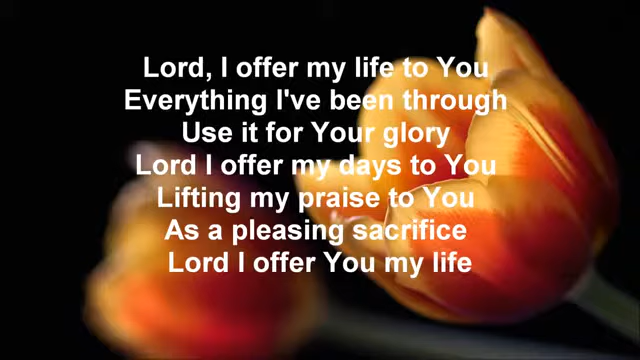 Lord, I offer my life to You
Everything I've been through
Use it for Your glory
Lord I offer my days to You
Lifting my praise to You
As a pleasing sacrifice
Lord I offer You my life